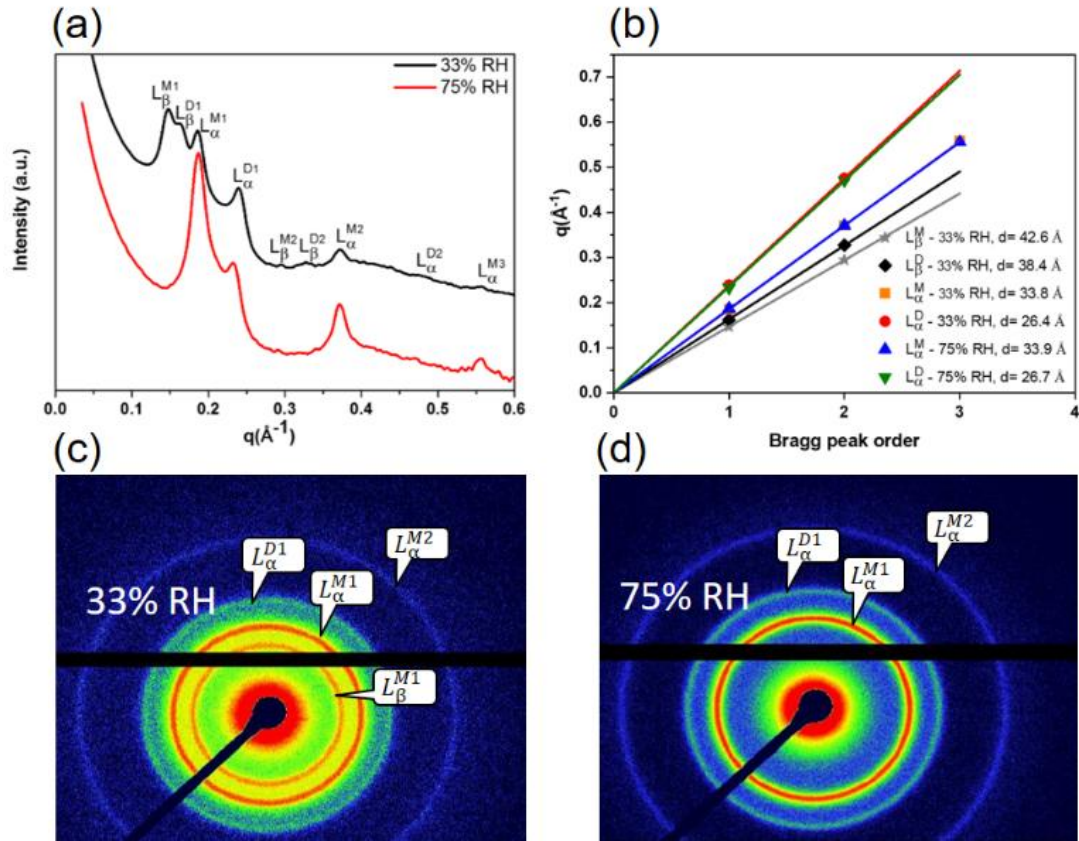 (a)
33% RH
75% RH
L_β^{M1}
L_β^{D1}
L_α^{M1}
L_α^{D1}
L_β^{M2}
L_β^{D2}
L_α^{M2}
L_α^{D2}
L_α^{M3}
Intensity (a.u.)
0.0 0.1 0.2 0.3 0.4 0.5 0.6
q(Å⁻¹)
(b)
q(Å⁻¹)
0.7
0.6
0.5
0.4
0.3
0.2
0.1
0.0
L_β^M - 33% RH, d= 42.6 Å
L_β^D - 33% RH, d= 38.4 Å
L_α^M - 33% RH, d= 33.8 Å
L_α^D - 33% RH, d= 26.4 Å
L_α^M - 75% RH, d= 33.9 Å
L_α^D - 75% RH, d= 26.7 Å
0 1 2 3 4
Bragg peak order
(c)
33% RH
L_α^{D1}
L_α^{M1}
L_α^{M2}
L_β^{M1}
(d)
75% RH
L_α^{D1}
L_α^{M1}
L_α^{M2}